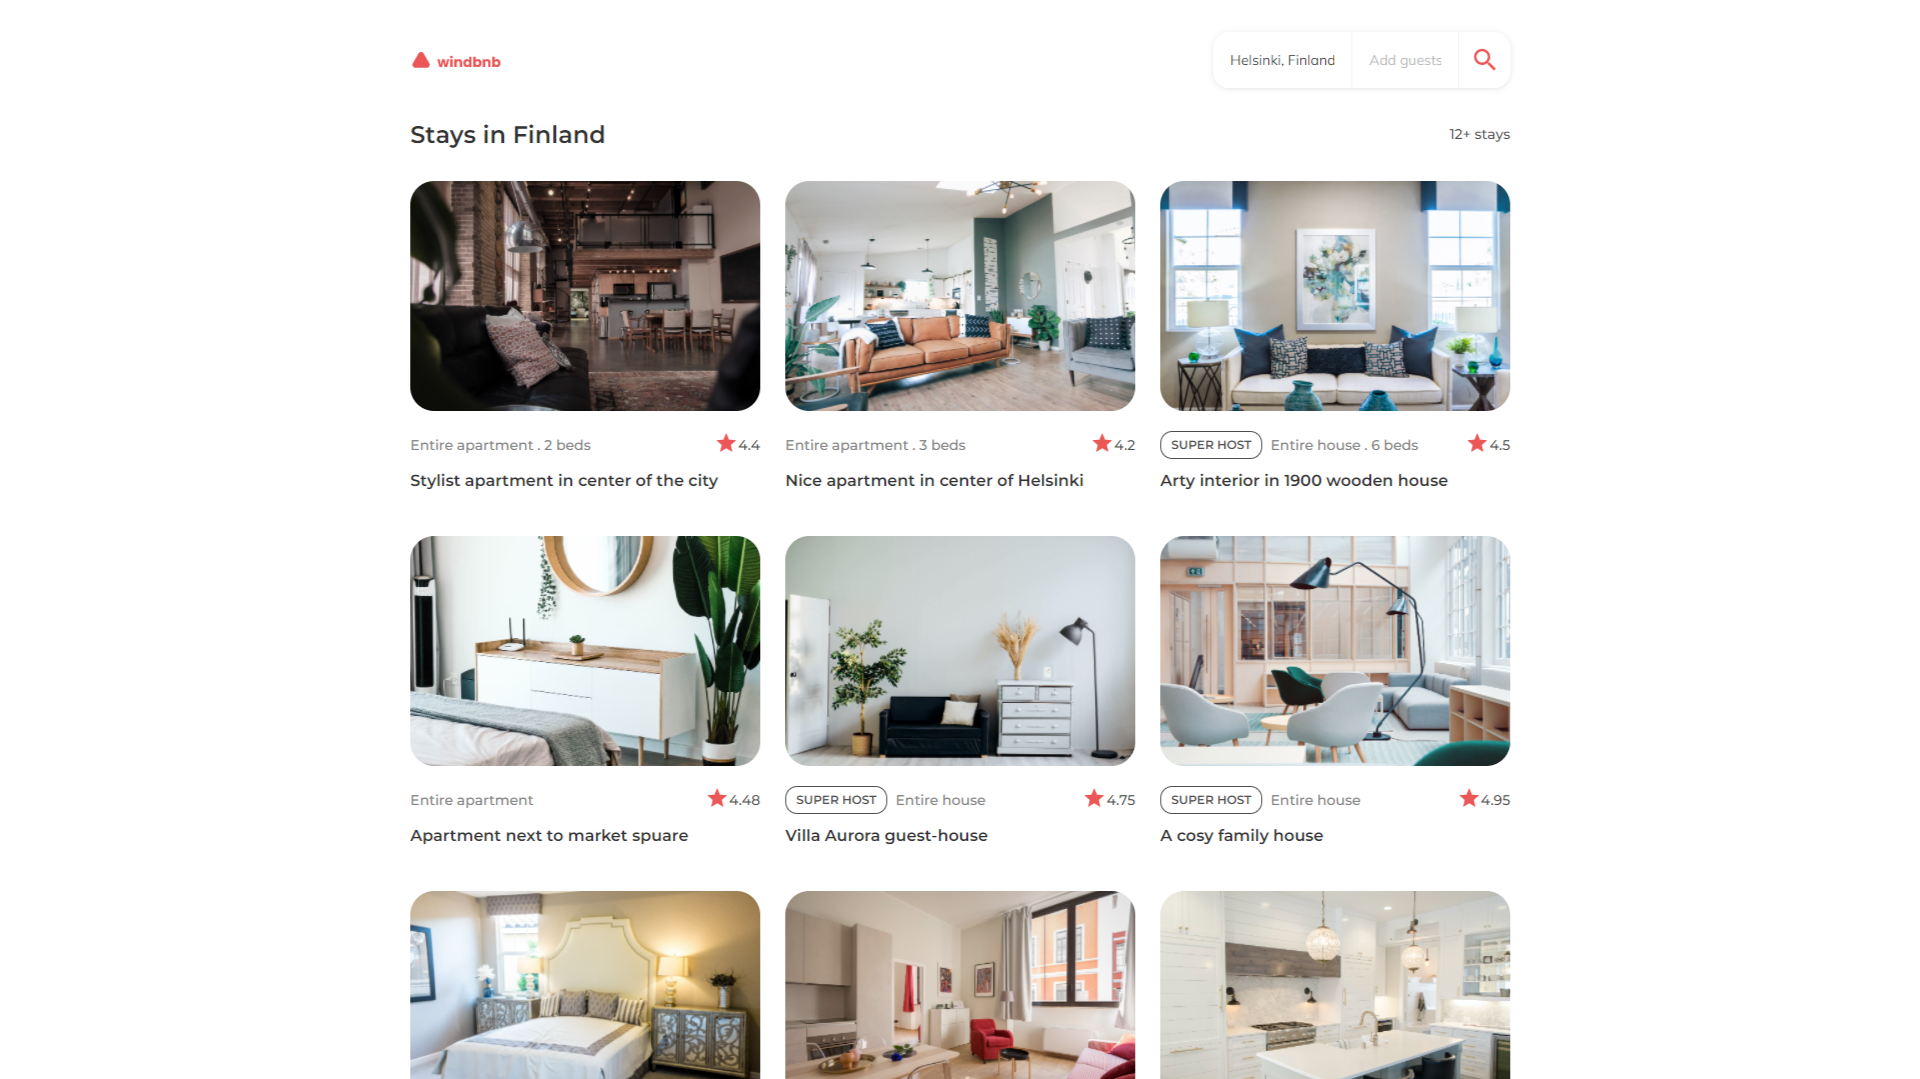 windbnb
Helsinki, Finland
Add guests
Stays in Finland
12+ stays
Entire apartment . 2 beds
4.4
Stylist apartment in center of the city
Entire apartment . 3 beds
4.2
Nice apartment in center of Helsinki
SUPER HOST
Entire house . 6 beds
4.5
Arty interior in 1900 wooden house
Entire apartment
4.48
Apartment next to market spuare
SUPER HOST
Entire house
4.75
Villa Aurora guest-house
SUPER HOST
Entire house
4.95
A cosy family house